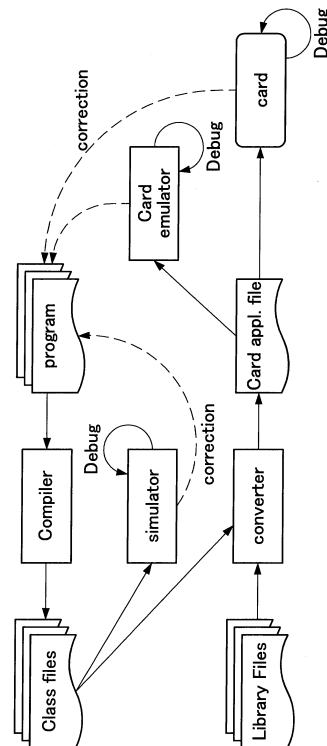 program
Compiler
Class files
correction
Card
emulator
Debug
Debug
simulator
correction
card
Debug
Card appl. file
converter
Library Files